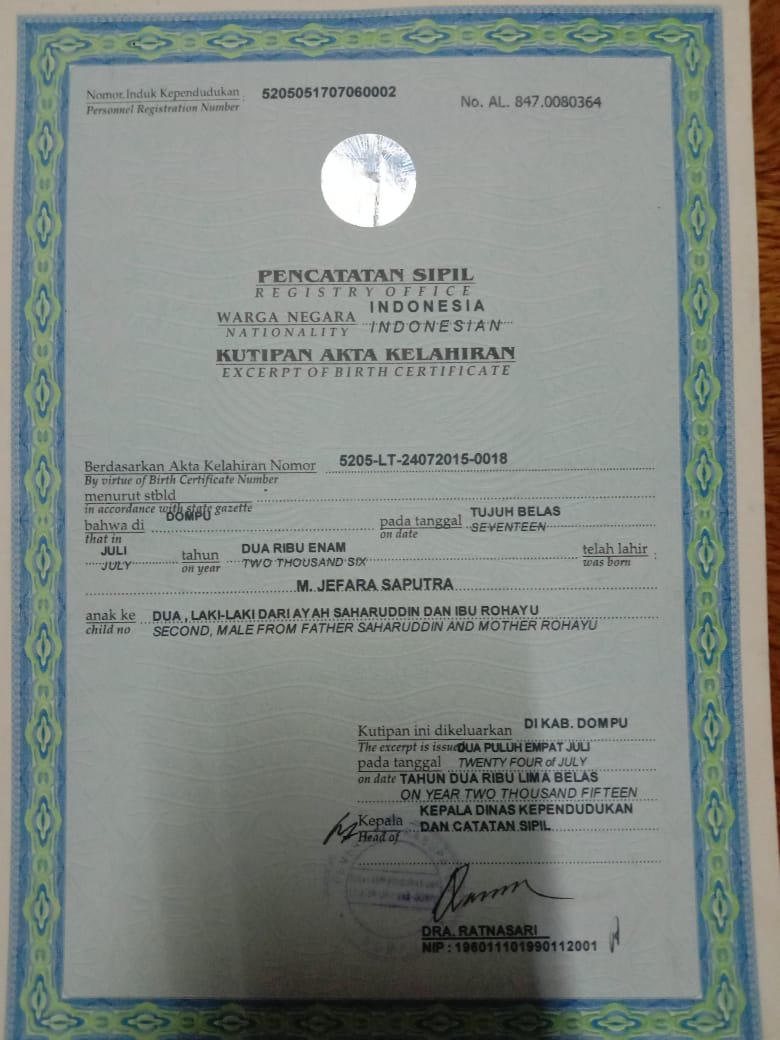 Nomor Induk Kependudukan : 5205051707060002
Personnel Registration Number
No. AL. 847.0080364
PENCATATAN SIPIL
REGISTRY OFFICE
WARGA NEGARA INDONESIA
NATIONALITY INDONESIAN
KUTIPAN AKTA KELAHIRAN
EXCERPT OF BIRTH CERTIFICATE
Berdasarkan Akta Kelahiran Nomor 5205-LT-24072015-0018
By virtue of Birth Certificate Number
menurut stbld -
in accordance with state gazette
bahwa di DOMPU pada tanggal TUJUH BELAS
that in on date SEVENTEEN
JULI tahun DUA RIBU ENAM telah lahir :
JULY on year TWO THOUSAND SIX was born
M. JEFARA SAPUTRA
anak ke DUA , LAKI-LAKI DARI AYAH SAHARUDDIN DAN IBU ROHAYU
child no SECOND, MALE FROM FATHER SAHARUDDIN AND MOTHER ROHAYU
Kutipan ini dikeluarkan DI KAB. DOMPU
The excerpt is issued DUA PULUH EMPAT JULI
pada tanggal TWENTY FOUR of JULY
on date TAHUN DUA RIBU LIMA BELAS
ON YEAR TWO THOUSAND FIFTEEN
Kepala KEPALA DINAS KEPENDUDUKAN
Head of DAN CATATAN SIPIL
DRA. RATNASARI
NIP : 196011101990112001